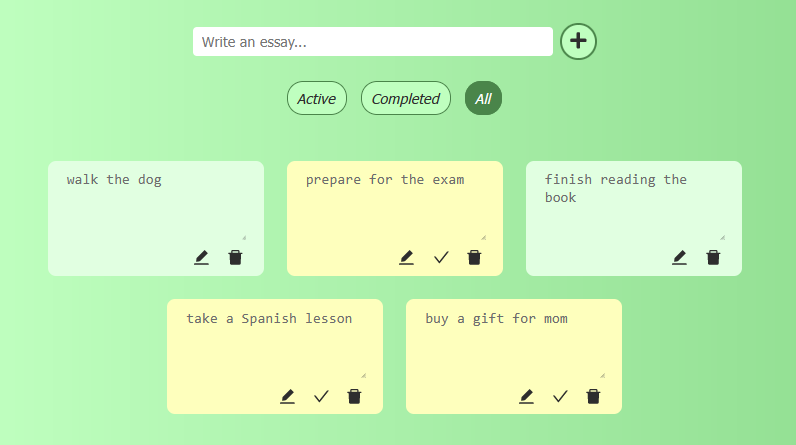 Write an essay...
Active
Completed
All
walk the dog
prepare for the exam
finish reading the
book
take a Spanish lesson
buy a gift for mom